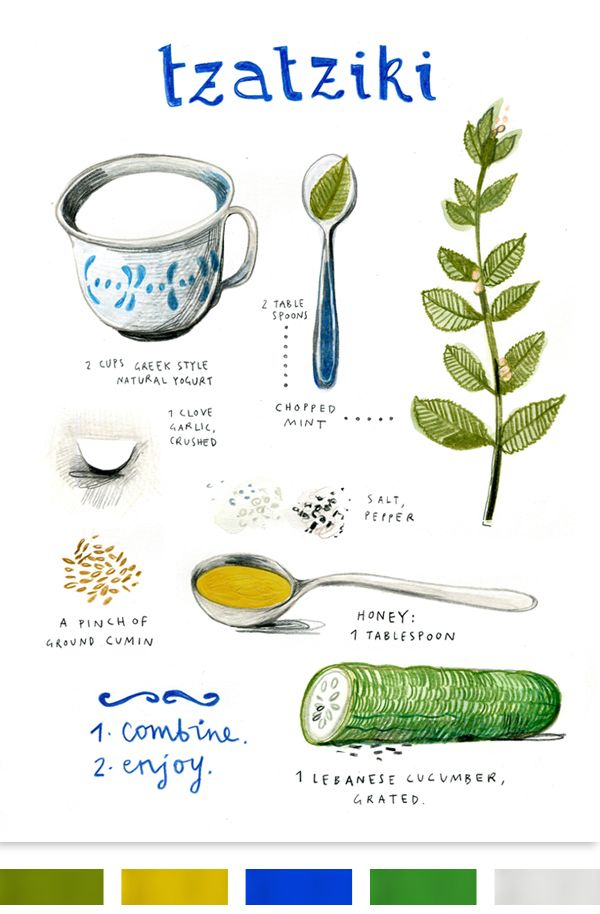 tzatziki
2 TABLE
SPOONS
2 CUPS GREEK STYLE
NATURAL YOGURT
CHOPPED
MINT
1 CLOVE
GARLIC,
CRUSHED
SALT,
PEPPER
A PINCH OF
GROUND CUMIN
HONEY:
1 TABLESPOON
1. combine.
2. enjoy.
1 LEBANESE CUCUMBER,
GRATED.